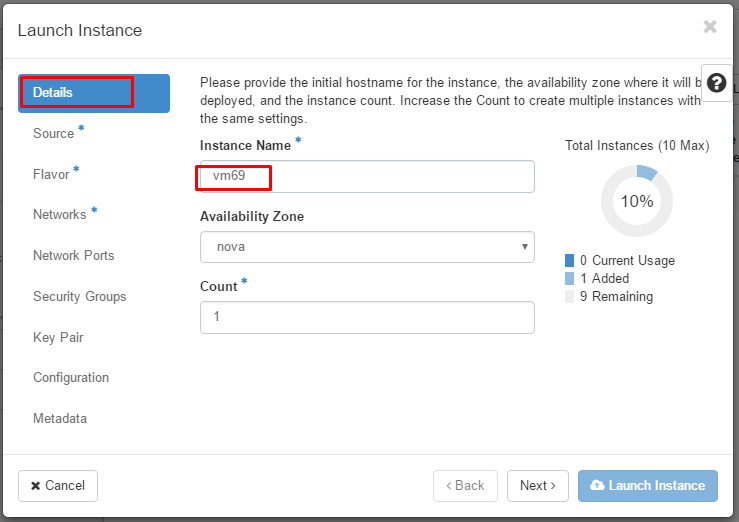 Launch Instance
×
Details
Source *
Flavor *
Networks *
Network Ports
Security Groups
Key Pair
Configuration
Metadata
Please provide the initial hostname for the instance, the availability zone where it will b
deployed, and the instance count. Increase the Count to create multiple instances with
the same settings.
?
Instance Name *
vm69
Availability Zone
nova
Count *
1
Total Instances (10 Max)
10%
0 Current Usage
1 Added
9 Remaining
× Cancel
< Back
Next >
Launch Instance